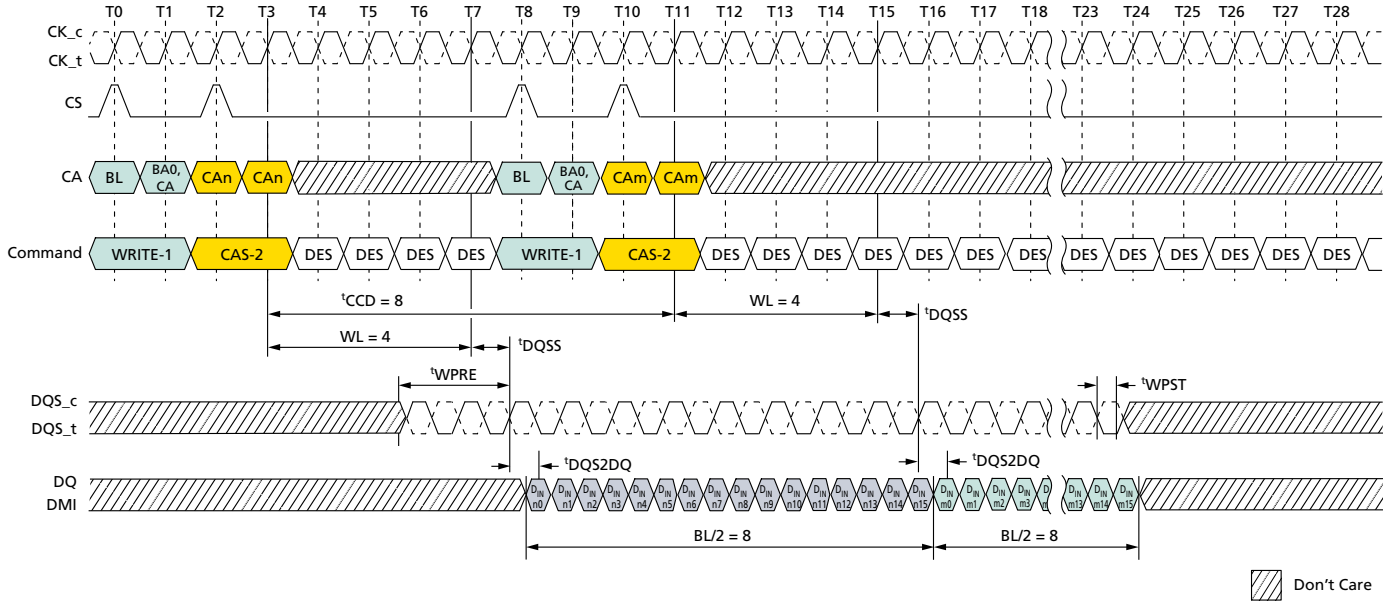 T0 T1 T2 T3 T4 T5 T6 T7 T8 T9 T10 T11 T12 T13 T14 T15 T16 T17 T18 T23 T24 T25 T26 T27 T28
CK_c
CK_t
CS
CA BL BA0, CA CAn CAn BL BA0, CA CAm CAm
Command WRITE-1 CAS-2 DES DES DES DES WRITE-1 CAS-2 DES DES DES DES DES DES DES DES DES DES DES DES DES
tCCD = 8 WL = 4 tDQSS
WL = 4 tDQSS
tWPRE tWPST
DQS_c
DQS_t
tDQS2DQ tDQS2DQ
DQ
DMI
DIN n0 DIN n1 DIN n2 DIN n3 DIN n4 DIN n5 DIN n6 DIN n7 DIN n8 DIN n9 DIN n10 DIN n11 DIN n12 DIN n13 DIN n14 DIN n15 DIN m0 DIN m1 DIN m2 DIN m3 DIN m13 DIN m14 DIN m15
BL/2 = 8 BL/2 = 8
Don't Care